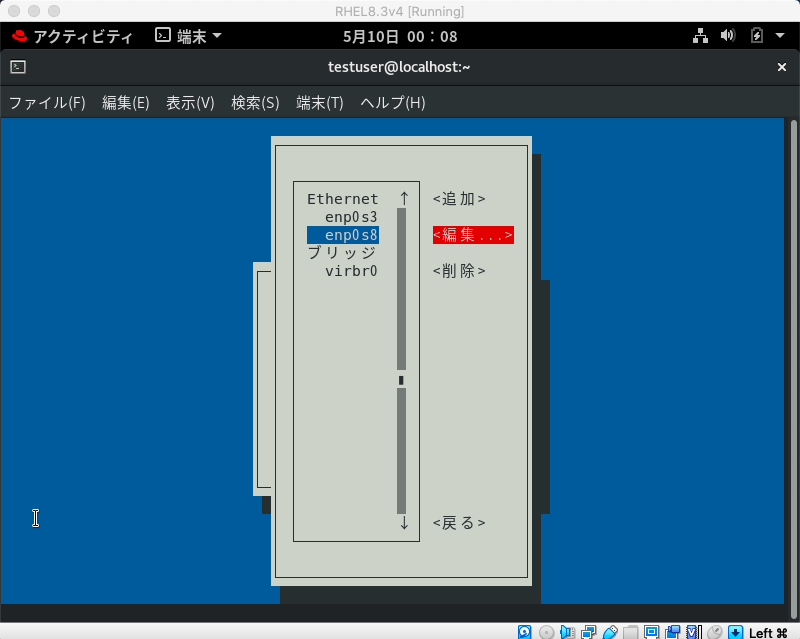 RHEL8.3v4 [Running]
アクティビティ 端末 5月10日 00：08
testuser@localhost:~
ファイル(F) 編集(E) 表示(V) 検索(S) 端末(T) ヘルプ(H)
Ethernet ↑ <追加>
enp0s3
enp0s8 <編集...>
ブリッジ
virbr0 <削除>
↓ <戻る>
Left ⌘